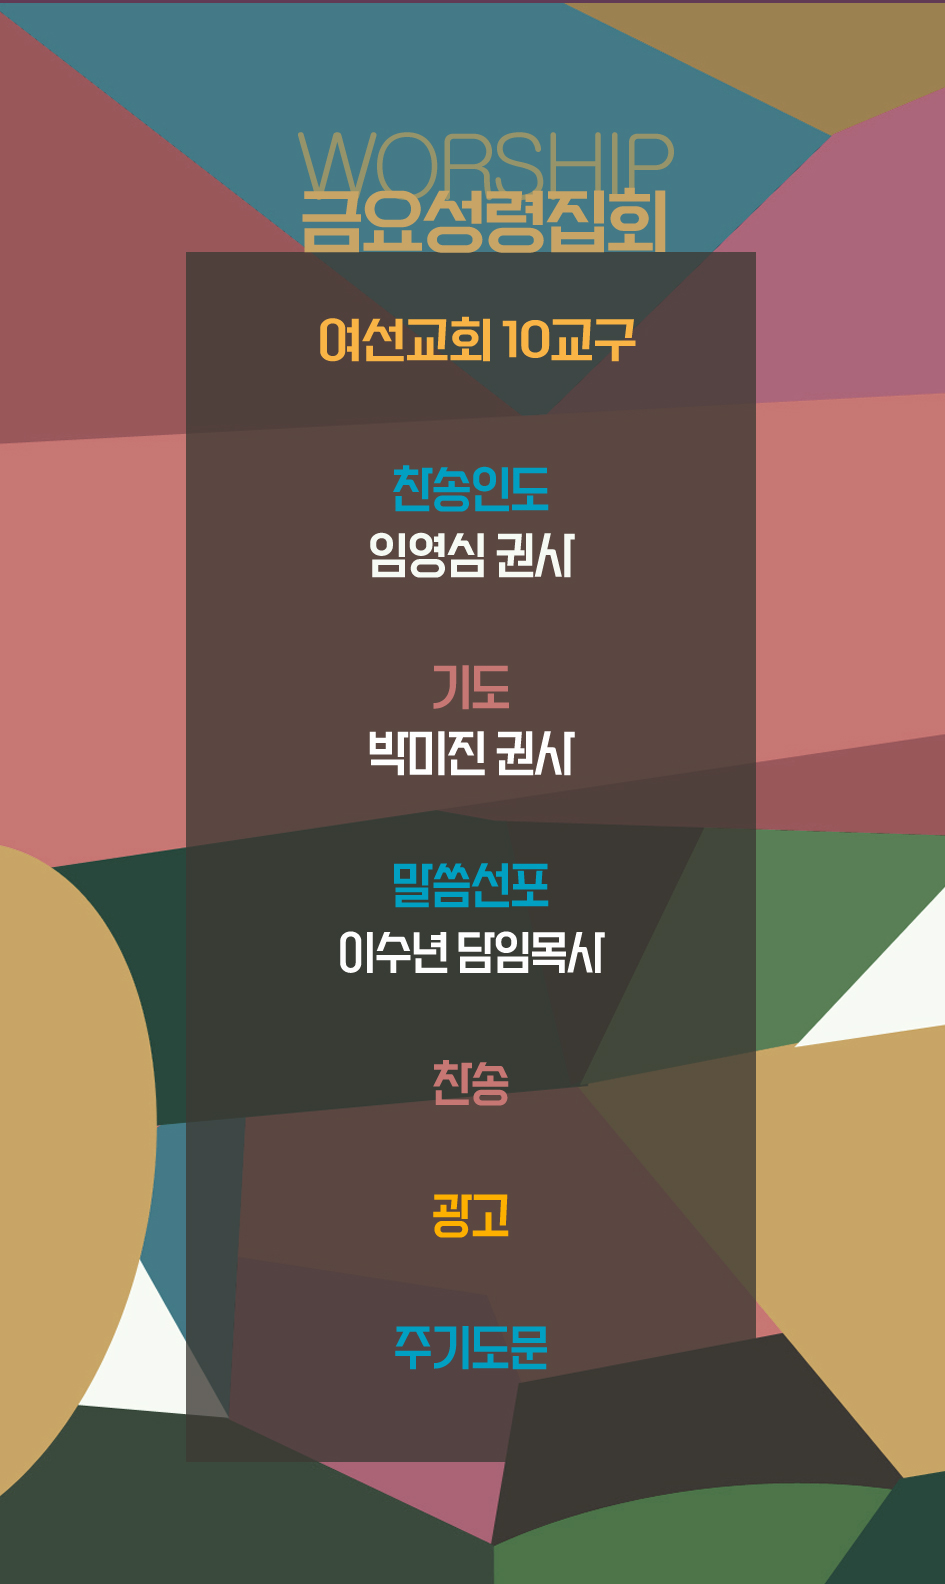 WORSHIP
금요성령집회
여선교회 10교구
찬송인도
임영심 권사
기도
박미진 권사
말씀선포
이수년 담임목사
찬송
광고
주기도문